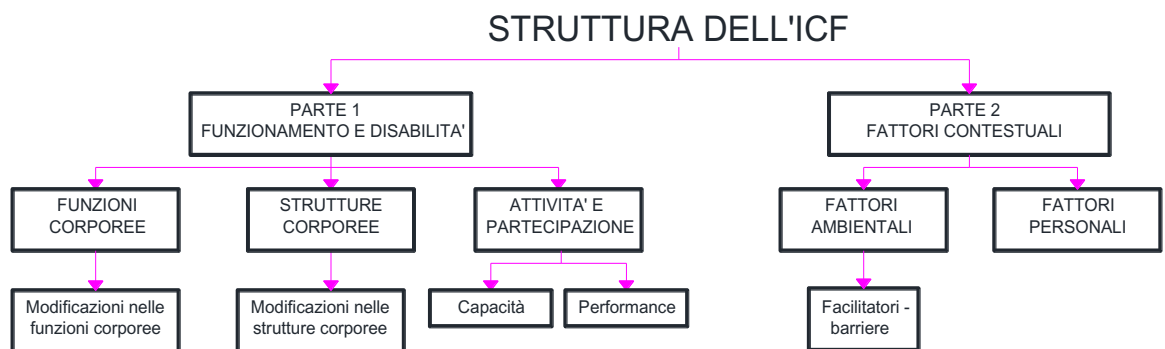 STRUTTURA DELL'ICF
PARTE 1
FUNZIONAMENTO E DISABILITA'
PARTE 2
FATTORI CONTESTUALI
FUNZIONI
CORPOREE
STRUTTURE
CORPOREE
ATTIVITA' E
PARTECIPAZIONE
FATTORI
AMBIENTALI
FATTORI
PERSONALI
Modificazioni nelle
funzioni corporee
Modificazioni nelle
strutture corporee
Capacità
Performance
Facilitatori -
barriere